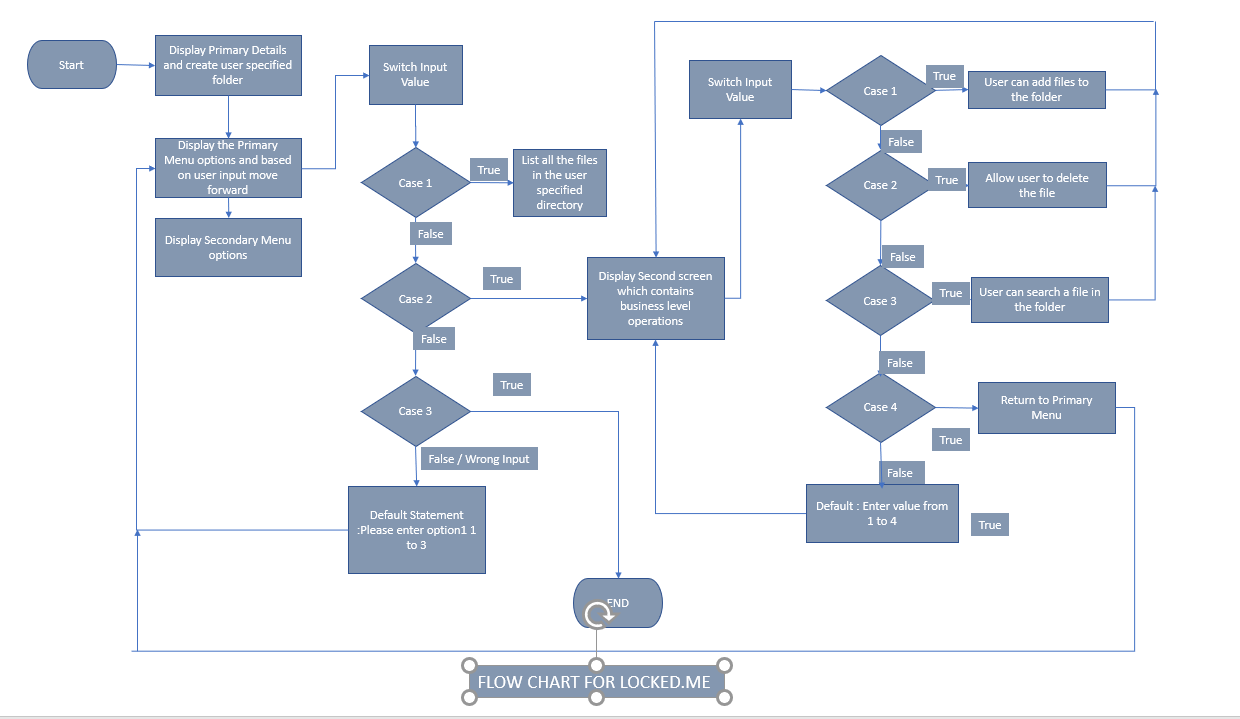 Start
Display Primary Details
and create user specified
folder
Display the Primary
Menu options and based
on user input move
forward
Display Secondary Menu
options
Switch Input
Value
Case 1
True
List all the files
in the user
specified
directory
False
Case 2
True
False
Case 3
True
False / Wrong Input
Default Statement
:Please enter option1 1
to 3
Display Second screen
which contains
business level
operations
Switch Input
Value
Case 1
True
User can add files to
the folder
False
Case 2
True
Allow user to delete
the file
False
Case 3
True
User can search a file in
the folder
False
Case 4
Return to Primary
Menu
True
False
Default : Enter value from
1 to 4
True
END
FLOW CHART FOR LOCKED.ME